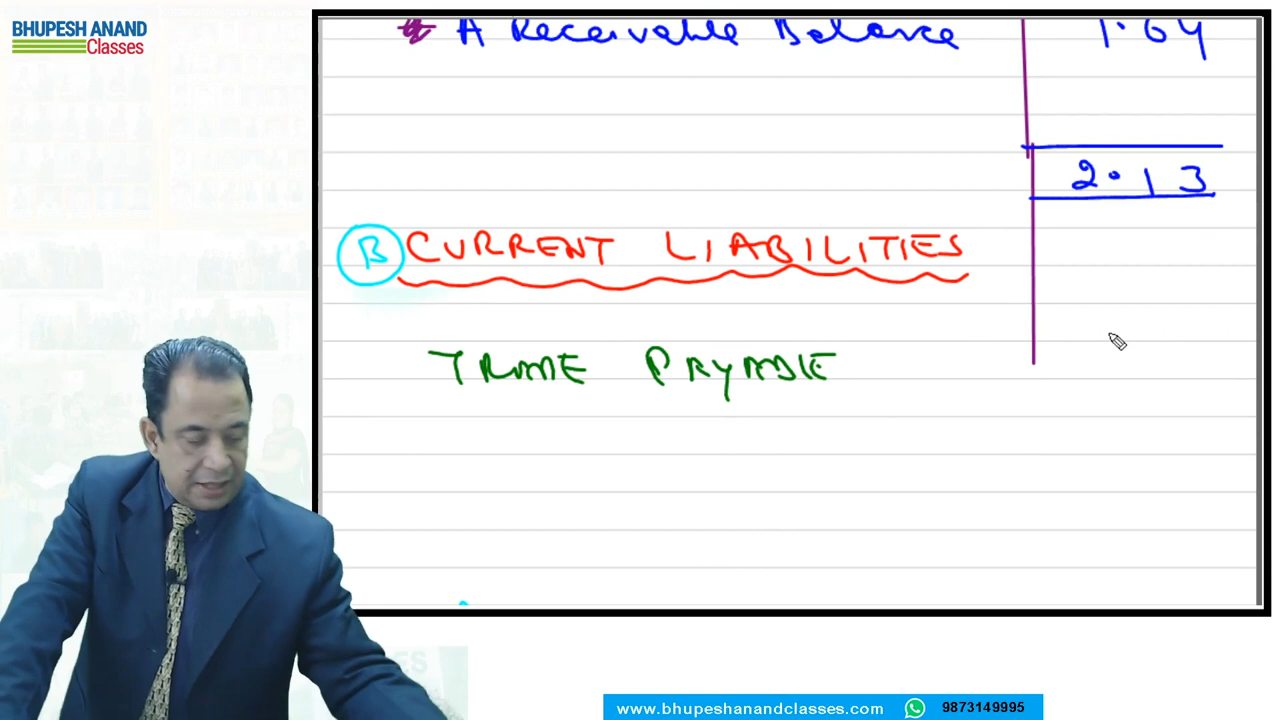 BHUPESH ANAND
Classes
A Receivable Balance 1.64
2.13
B CURRENT LIABILITIES
TRADE PAYABLE
www.bhupeshanandclasses.com 9873149995